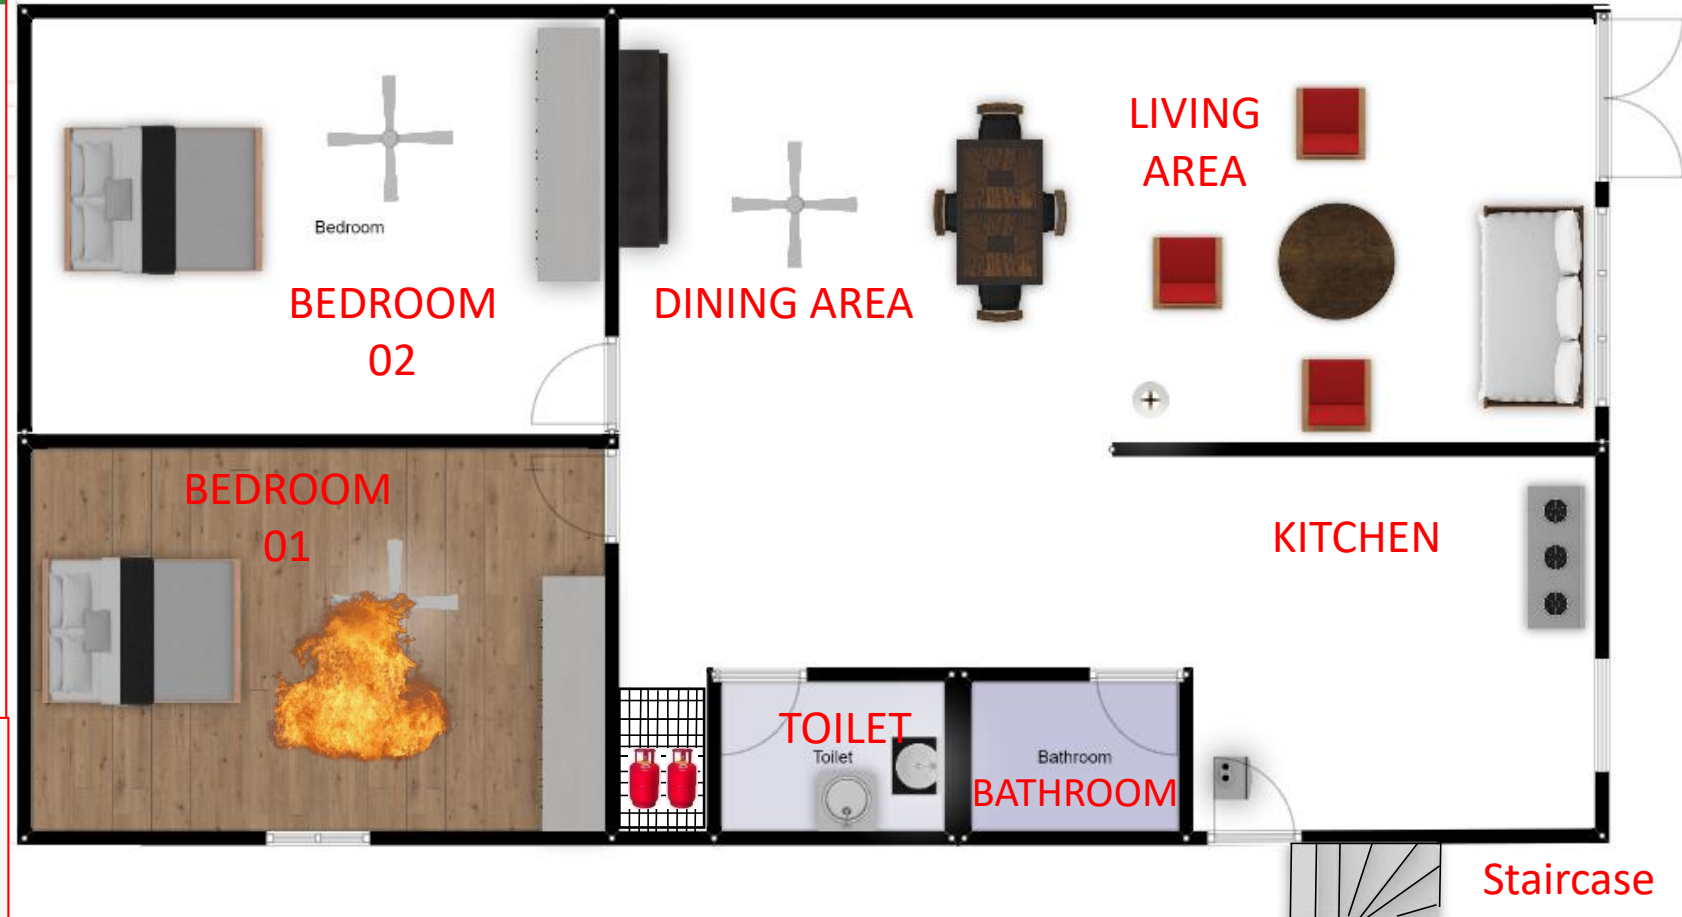 LIVING
AREA
Bedroom
BEDROOM
02
DINING AREA
BEDROOM
01
KITCHEN
TOILET
Toilet
Bathroom
BATHROOM
Staircase